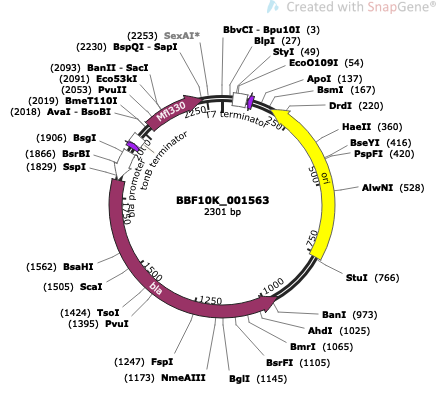 Created with SnapGene®
(2253) SexAI*
(2230) BspQI - SapI
(2093) BanII - SacI
(2091) Eco53kI
(2053) PvuII
(2019) BmeT110I
(2018) AvaI - BsoBI
(1906) BsgI
(1866) BsrBI
(1829) SspI
(1562) BsaHI
(1505) ScaI
(1424) TsoI
(1395) PvuI
(1247) FspI
(1173) NmeAIII
BbvCI - Bpu10I (3)
BlpI (27)
StyI (49)
EcoO109I (54)
ApoI (137)
BsmI (167)
DrdI (220)
HaeII (360)
BseYI (416)
PspFI (420)
AlwNI (528)
StuI (766)
BanI (973)
AhdI (1025)
BmrI (1065)
BsrFI (1105)
BglI (1145)
Mfl330
T7 terminator
tonB terminator
bla promoter
bla
ori
250
500
750
1000
1250
1500
1750
2000
2250
BBF10K_001563
2301 bp